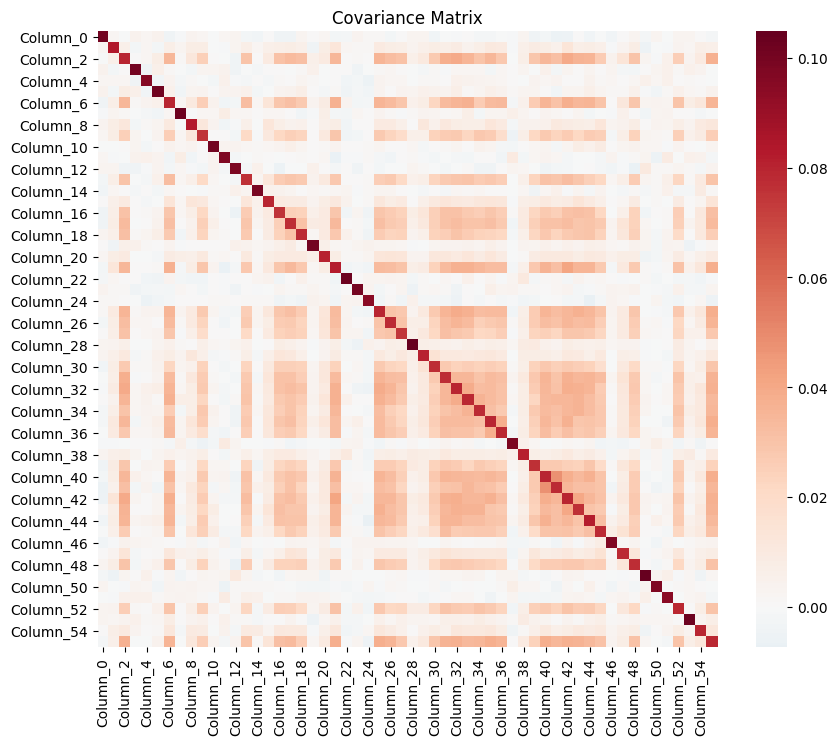 Covariance Matrix
Column_0
Column_2
Column_4
Column_6
Column_8
Column_10
Column_12
Column_14
Column_16
Column_18
Column_20
Column_22
Column_24
Column_26
Column_28
Column_30
Column_32
Column_34
Column_36
Column_38
Column_40
Column_42
Column_44
Column_46
Column_48
Column_50
Column_52
Column_54
Column_0
Column_2
Column_4
Column_6
Column_8
Column_10
Column_12
Column_14
Column_16
Column_18
Column_20
Column_22
Column_24
Column_26
Column_28
Column_30
Column_32
Column_34
Column_36
Column_38
Column_40
Column_42
Column_44
Column_46
Column_48
Column_50
Column_52
Column_54
0.10
0.08
0.06
0.04
0.02
0.00